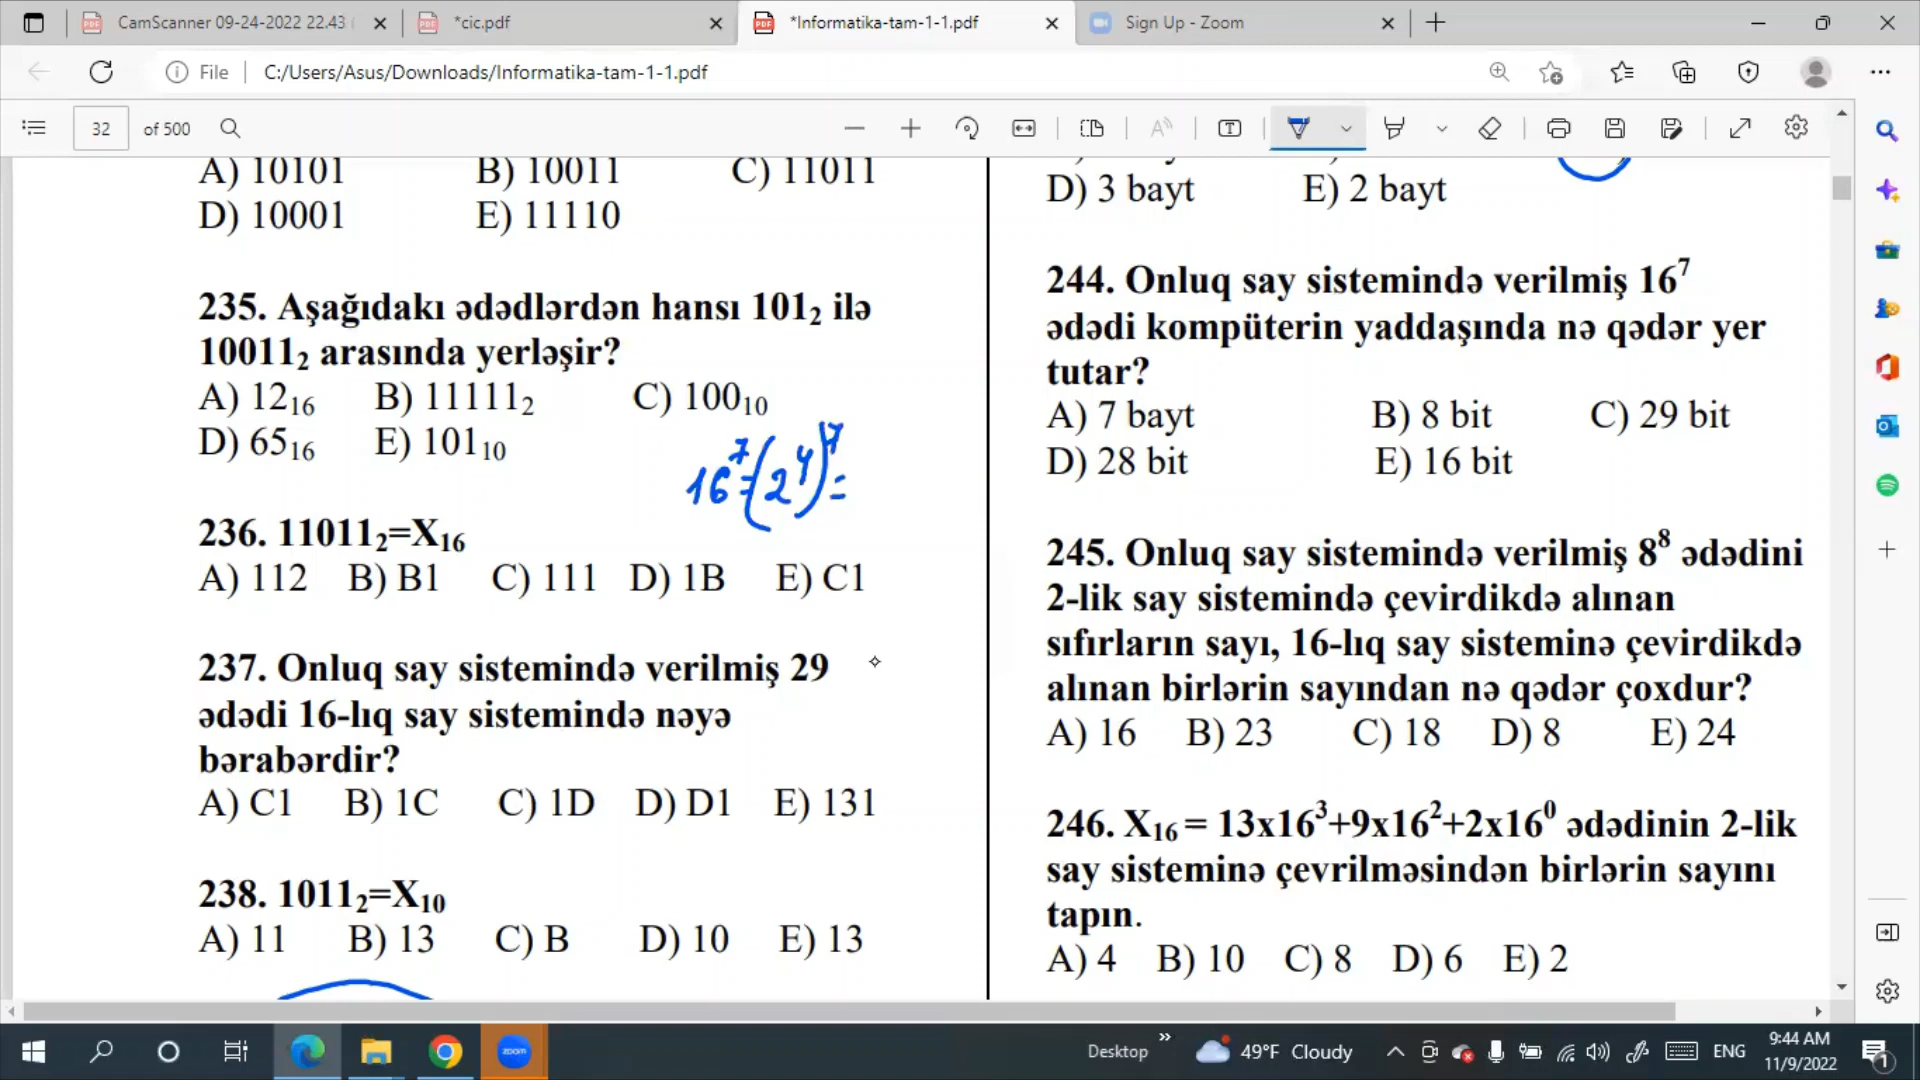 CamScanner 09-24-2022 22.43
*cic.pdf
*Informatika-tam-1-1.pdf
Sign Up - Zoom
File
C:/Users/Asus/Downloads/Informatika-tam-1-1.pdf
32 of 500
A) 10101 B) 10011 C) 11011
D) 10001 E) 11110
235. Aşağıdakı ədədlərdən hansı 101₂ ilə
10011₂ arasında yerləşir?
A) 12₁₆ B) 11111₂ C) 100₁₀
D) 65₁₆ E) 101₁₀
16⁷=(2⁴)⁷=
236. 11011₂=X₁₆
A) 112 B) B1 C) 111 D) 1B E) C1
237. Onluq say sistemində verilmiş 29
ədədi 16-lıq say sistemində nəyə
bərabərdir?
A) C1 B) 1C C) 1D D) D1 E) 131
238. 1011₂=X₁₀
A) 11 B) 13 C) B D) 10 E) 13
D) 3 bayt E) 2 bayt
244. Onluq say sistemində verilmiş 16⁷
ədədi kompüterin yaddaşında nə qədər yer
tutar?
A) 7 bayt B) 8 bit C) 29 bit
D) 28 bit E) 16 bit
245. Onluq say sistemində verilmiş 8⁸ ədədini
2-lik say sistemində çevirdikdə alınan
sıfırların sayı, 16-lıq say sisteminə çevirdikdə
alınan birlərin sayından nə qədər çoxdur?
A) 16 B) 23 C) 18 D) 8 E) 24
246. X₁₆ = 13x16³+9x16²+2x16⁰ ədədinin 2-lik
say sisteminə çevrilməsindən birlərin sayını
tapın.
A) 4 B) 10 C) 8 D) 6 E) 2
zoom
Desktop
49°F Cloudy
ENG
9:44 AM
11/9/2022
1